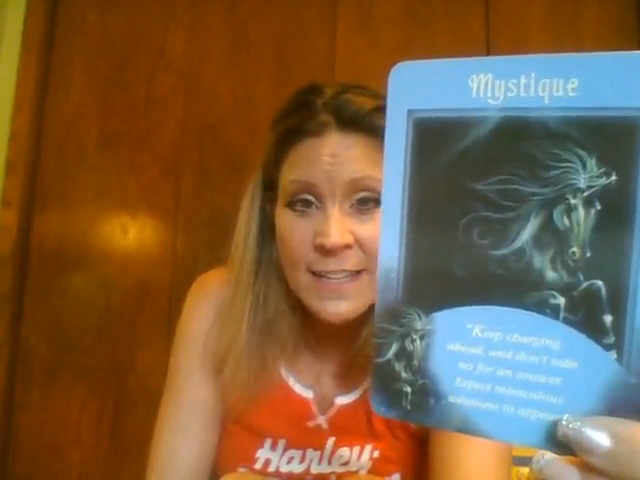 Mystique
"Keep charging
ahead, and don't take
no for an answer.
Expect miraculous
solutions to appear
Harley-